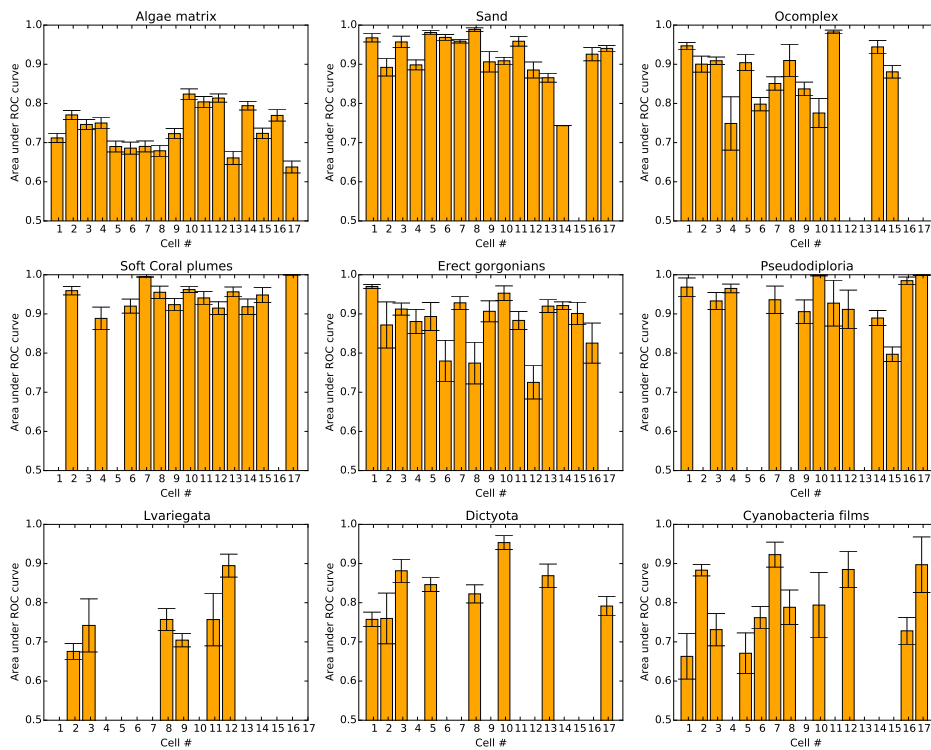 Algae matrix
Area under ROC curve
1.0
0.9
0.8
0.7
0.6
0.5
1 2 3 4 5 6 7 8 9 10 11 12 13 14 15 16 17
Cell #
Sand
Area under ROC curve
1.0
0.9
0.8
0.7
0.6
0.5
1 2 3 4 5 6 7 8 9 10 11 12 13 14 15 16 17
Cell #
Ocomplex
Area under ROC curve
1.0
0.9
0.8
0.7
0.6
0.5
1 2 3 4 5 6 7 8 9 10 11 12 13 14 15 16 17
Cell #
Soft Coral plumes
Area under ROC curve
1.0
0.9
0.8
0.7
0.6
0.5
1 2 3 4 5 6 7 8 9 10 11 12 13 14 15 16 17
Cell #
Erect gorgonians
Area under ROC curve
1.0
0.9
0.8
0.7
0.6
0.5
1 2 3 4 5 6 7 8 9 10 11 12 13 14 15 16 17
Cell #
Pseudodiploria
Area under ROC curve
1.0
0.9
0.8
0.7
0.6
0.5
1 2 3 4 5 6 7 8 9 10 11 12 13 14 15 16 17
Cell #
Lvariegata
Area under ROC curve
1.0
0.9
0.8
0.7
0.6
0.5
1 2 3 4 5 6 7 8 9 10 11 12 13 14 15 16 17
Cell #
Dictyota
Area under ROC curve
1.0
0.9
0.8
0.7
0.6
0.5
1 2 3 4 5 6 7 8 9 10 11 12 13 14 15 16 17
Cell #
Cyanobacteria films
Area under ROC curve
1.0
0.9
0.8
0.7
0.6
0.5
1 2 3 4 5 6 7 8 9 10 11 12 13 14 15 16 17
Cell #